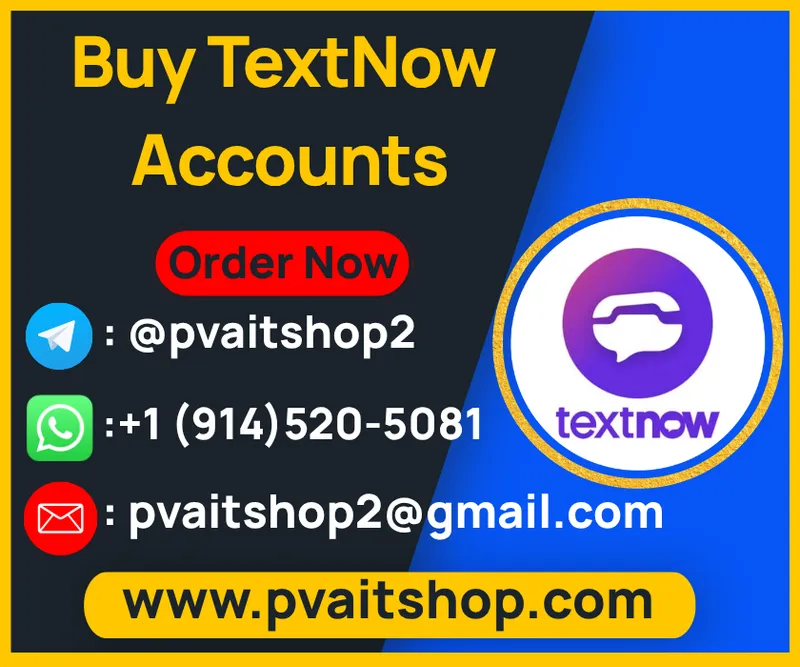 Buy TextNow
Accounts
Order Now
: @pvaitshop2
:+1 (914)520-5081
: pvaitshop2@gmail.com
textnow
www.pvaitshop.com